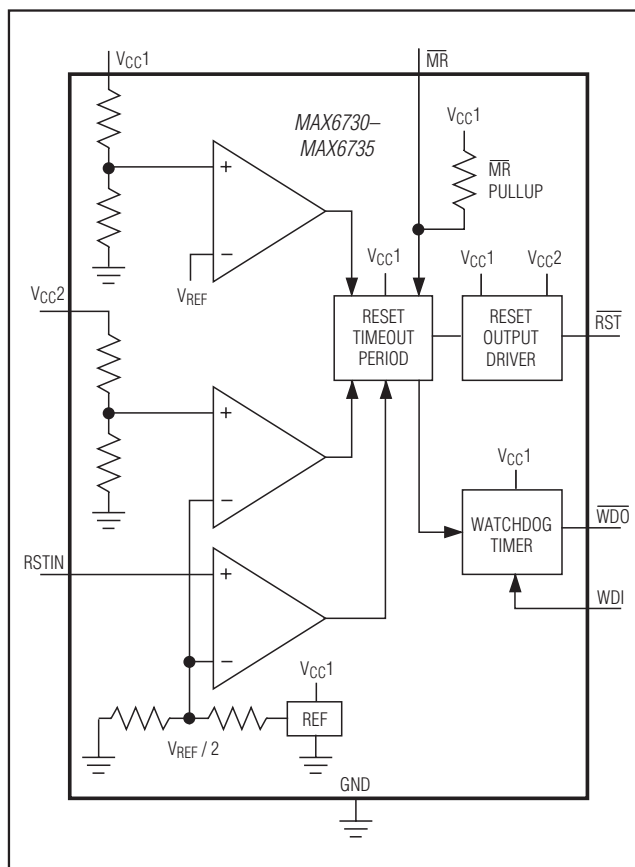 VCC1
MR
MAX6730–
MAX6735
VCC1
MR
PULLUP
+
−
VREF
VCC1
VCC1
VCC2
VCC2
RESET
TIMEOUT
PERIOD
RESET
OUTPUT
DRIVER
RST
+
−
VCC1
WATCHDOG
TIMER
WDO
WDI
RSTIN
+
−
VCC1
REF
VREF / 2
GND